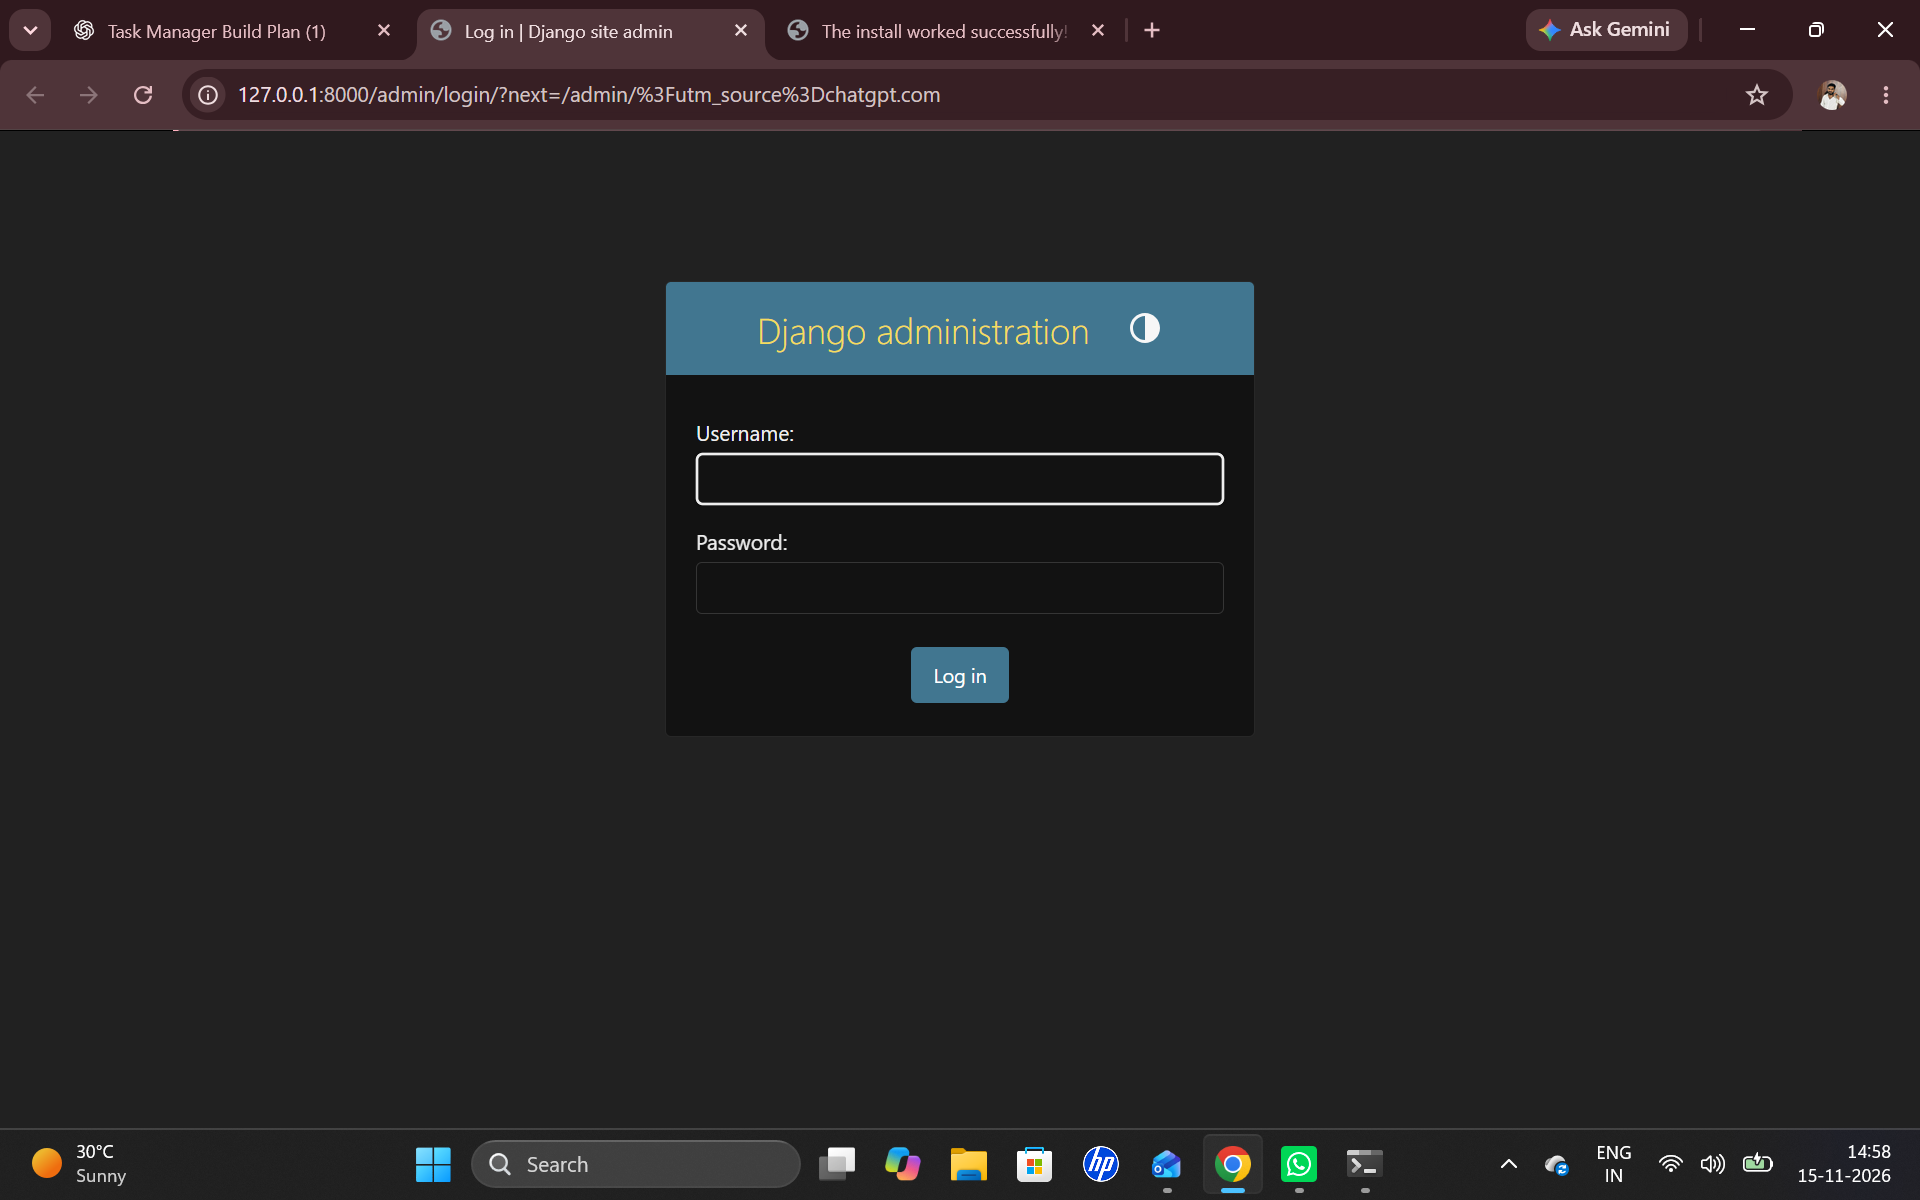 Task Manager Build Plan (1)
Log in | Django site admin
The install worked successfully!
Ask Gemini
127.0.0.1:8000/admin/login/?next=/admin/%3Futm_source%3Dchatgpt.com
Django administration
Username:
Password:
Log in
30°C
Sunny
Search
hp
ENG
IN
14:58
15-11-2026